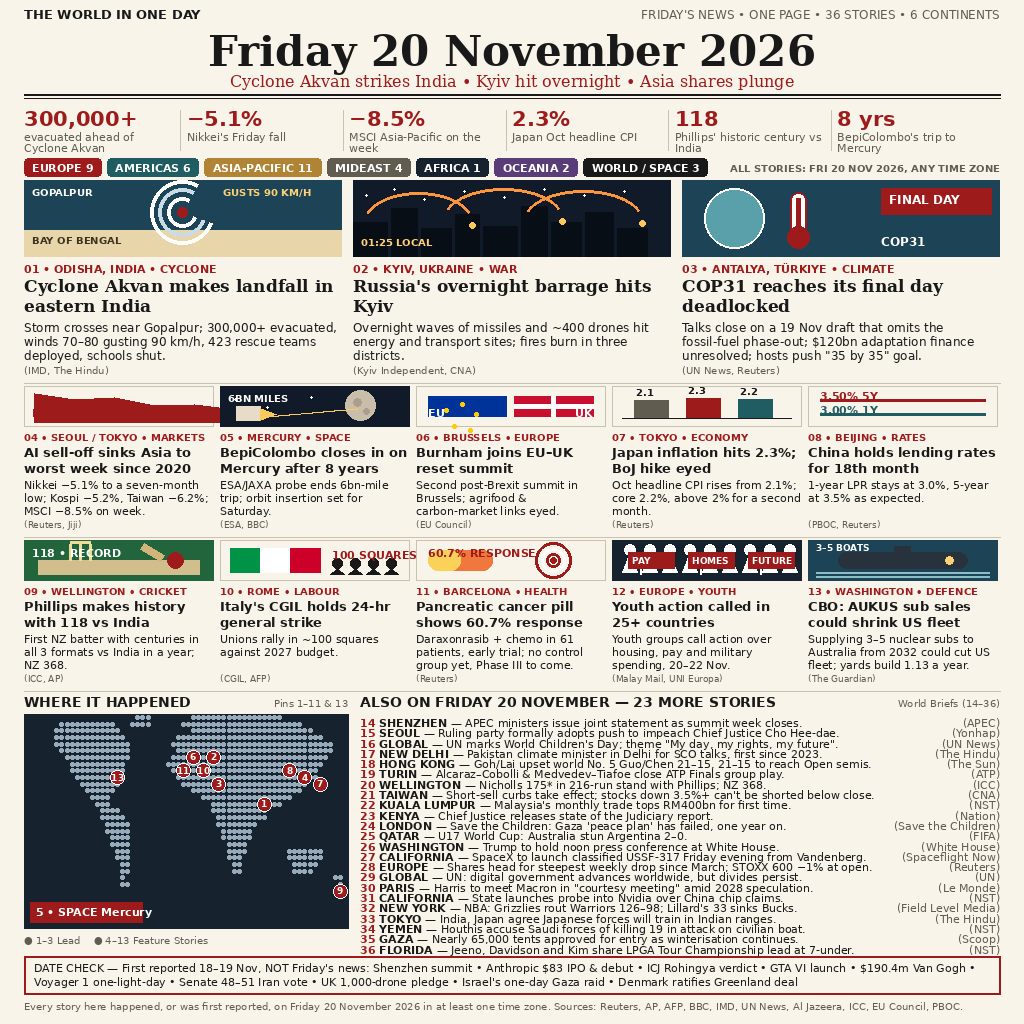 THE WORLD IN ONE DAY
FRIDAY'S NEWS • ONE PAGE • 36 STORIES • 6 CONTINENTS
Friday 20 November 2026
Cyclone Akvan strikes India • Kyiv hit overnight • Asia shares plunge
300,000+
evacuated ahead of
Cyclone Akvan
−5.1%
Nikkei's Friday fall
−8.5%
MSCI Asia-Pacific on the
week
2.3%
Japan Oct headline CPI
118
Phillips' historic century vs
India
8 yrs
BepiColombo's trip to
Mercury
EUROPE 9
AMERICAS 6
ASIA-PACIFIC 11
MIDEAST 4
AFRICA 1
OCEANIA 2
WORLD / SPACE 3
ALL STORIES: FRI 20 NOV 2026, ANY TIME ZONE
GOPALPUR
GUSTS 90 KM/H
BAY OF BENGAL
01 • ODISHA, INDIA • CYCLONE
Cyclone Akvan makes landfall in
eastern India
Storm crosses near Gopalpur; 300,000+ evacuated,
winds 70–80 gusting 90 km/h, 423 rescue teams
deployed, schools shut.
(IMD, The Hindu)
01:25 LOCAL
02 • KYIV, UKRAINE • WAR
Russia's overnight barrage hits
Kyiv
Overnight waves of missiles and ~400 drones hit
energy and transport sites; fires burn in three
districts.
(Kyiv Independent, CNA)
FINAL DAY
COP31
03 • ANTALYA, TÜRKIYE • CLIMATE
COP31 reaches its final day
deadlocked
Talks close on a 19 Nov draft that omits the
fossil-fuel phase-out; $120bn adaptation finance
unresolved; hosts push "35 by 35" goal.
(UN News, Reuters)
04 • SEOUL / TOKYO • MARKETS
AI sell-off sinks Asia to
worst week since 2020
Nikkei −5.1% to a seven-month
low; Kospi −5.2%, Taiwan −6.2%;
MSCI −8.5% on week.
(Reuters, Jiji)
6BN MILES
05 • MERCURY • SPACE
BepiColombo closes in on
Mercury after 8 years
ESA/JAXA probe ends 6bn-mile
trip; orbit insertion set for
Saturday.
(ESA, BBC)
EU
UK
06 • BRUSSELS • EUROPE
Burnham joins EU–UK
reset summit
Second post-Brexit summit in
Brussels; agrifood &
carbon-market links eyed.
(EU Council)
2.1
2.3
2.2
07 • TOKYO • ECONOMY
Japan inflation hits 2.3%;
BoJ hike eyed
Oct headline CPI rises from 2.1%;
core 2.2%, above 2% for a second
month.
(Reuters)
3.50% 5Y
3.00% 1Y
08 • BEIJING • RATES
China holds lending rates
for 18th month
1-year LPR stays at 3.0%, 5-year
at 3.5% as expected.
(PBOC, Reuters)
118 • RECORD
09 • WELLINGTON • CRICKET
Phillips makes history
with 118 vs India
First NZ batter with centuries in
all 3 formats vs India in a year;
NZ 368.
(ICC, AP)
100 SQUARES
10 • ROME • LABOUR
Italy's CGIL holds 24-hr
general strike
Unions rally in ~100 squares
against 2027 budget.
(CGIL, AFP)
60.7% RESPONSE
11 • BARCELONA • HEALTH
Pancreatic cancer pill
shows 60.7% response
Daraxonrasib + chemo in 61
patients, early trial; no control
group yet, Phase III to come.
(Reuters)
PAY
HOMES
FUTURE
12 • EUROPE • YOUTH
Youth action called in
25+ countries
Youth groups call action over
housing, pay and military
spending, 20–22 Nov.
(Malay Mail, UNI Europa)
3–5 BOATS
13 • WASHINGTON • DEFENCE
CBO: AUKUS sub sales
could shrink US fleet
Supplying 3–5 nuclear subs to
Australia from 2032 could cut US
fleet; yards build 1.13 a year.
(The Guardian)
WHERE IT HAPPENED
Pins 1–11 & 13
6
2
11
10
13
3
8
4
7
1
9
5 • SPACE Mercury
● 1–3 Lead ● 4–13 Feature Stories
ALSO ON FRIDAY 20 NOVEMBER — 23 MORE STORIES
World Briefs (14–36)
14 SHENZHEN — APEC ministers issue joint statement as summit week closes. (APEC)
15 SEOUL — Ruling party formally adopts push to impeach Chief Justice Cho Hee-dae. (Yonhap)
16 GLOBAL — UN marks World Children's Day; theme "My day, my rights, my future". (UN News)
17 NEW DELHI — Pakistan climate minister in Delhi for SCO talks, first since 2023. (The Hindu)
18 HONG KONG — Goh/Lai upset world No. 5 Guo/Chen 21–15, 21–15 to reach Open semis. (The Sun)
19 TURIN — Alcaraz–Cobolli & Medvedev–Tiafoe close ATP Finals group play. (ATP)
20 WELLINGTON — Nicholls 175* in 216-run stand with Phillips; NZ 368. (ICC)
21 TAIWAN — Short-sell curbs take effect; stocks down 3.5%+ can't be shorted below close. (CNA)
22 KUALA LUMPUR — Malaysia's monthly trade tops RM400bn for first time. (NST)
23 KENYA — Chief Justice releases state of the Judiciary report. (Nation)
24 LONDON — Save the Children: Gaza 'peace plan' has failed, one year on. (Save the Children)
25 QATAR — U17 World Cup: Australia stun Argentina 2–0. (FIFA)
26 WASHINGTON — Trump to hold noon press conference at White House. (White House)
27 CALIFORNIA — SpaceX to launch classified USSF-317 Friday evening from Vandenberg. (Spaceflight Now)
28 EUROPE — Shares head for steepest weekly drop since March; STOXX 600 −1% at open. (Reuters)
29 GLOBAL — UN: digital government advances worldwide, but divides persist. (UN)
30 PARIS — Harris to meet Macron in "courtesy meeting" amid 2028 speculation. (Le Monde)
31 CALIFORNIA — State launches probe into Nvidia over China chip claims. (NST)
32 NEW YORK — NBA: Grizzlies rout Warriors 126–98; Lillard's 33 sinks Bucks. (Field Level Media)
33 TOKYO — India, Japan agree Japanese forces will train in Indian ranges. (The Hindu)
34 YEMEN — Houthis accuse Saudi forces of killing 19 in attack on civilian boat. (NST)
35 GAZA — Nearly 65,000 tents approved for entry as winterisation continues. (Scoop)
36 FLORIDA — Jeeno, Davidson and Kim share LPGA Tour Championship lead at 7-under. (NST)
DATE CHECK — First reported 18–19 Nov, NOT Friday's news: Shenzhen summit • Anthropic $83 IPO & debut • ICJ Rohingya verdict • GTA VI launch • $190.4m Van Gogh •
Voyager 1 one-light-day • Senate 48–51 Iran vote • UK 1,000-drone pledge • Israel's one-day Gaza raid • Denmark ratifies Greenland deal
Every story here happened, or was first reported, on Friday 20 November 2026 in at least one time zone. Sources: Reuters, AP, AFP, BBC, IMD, UN News, Al Jazeera, ICC, EU Council, PBOC.